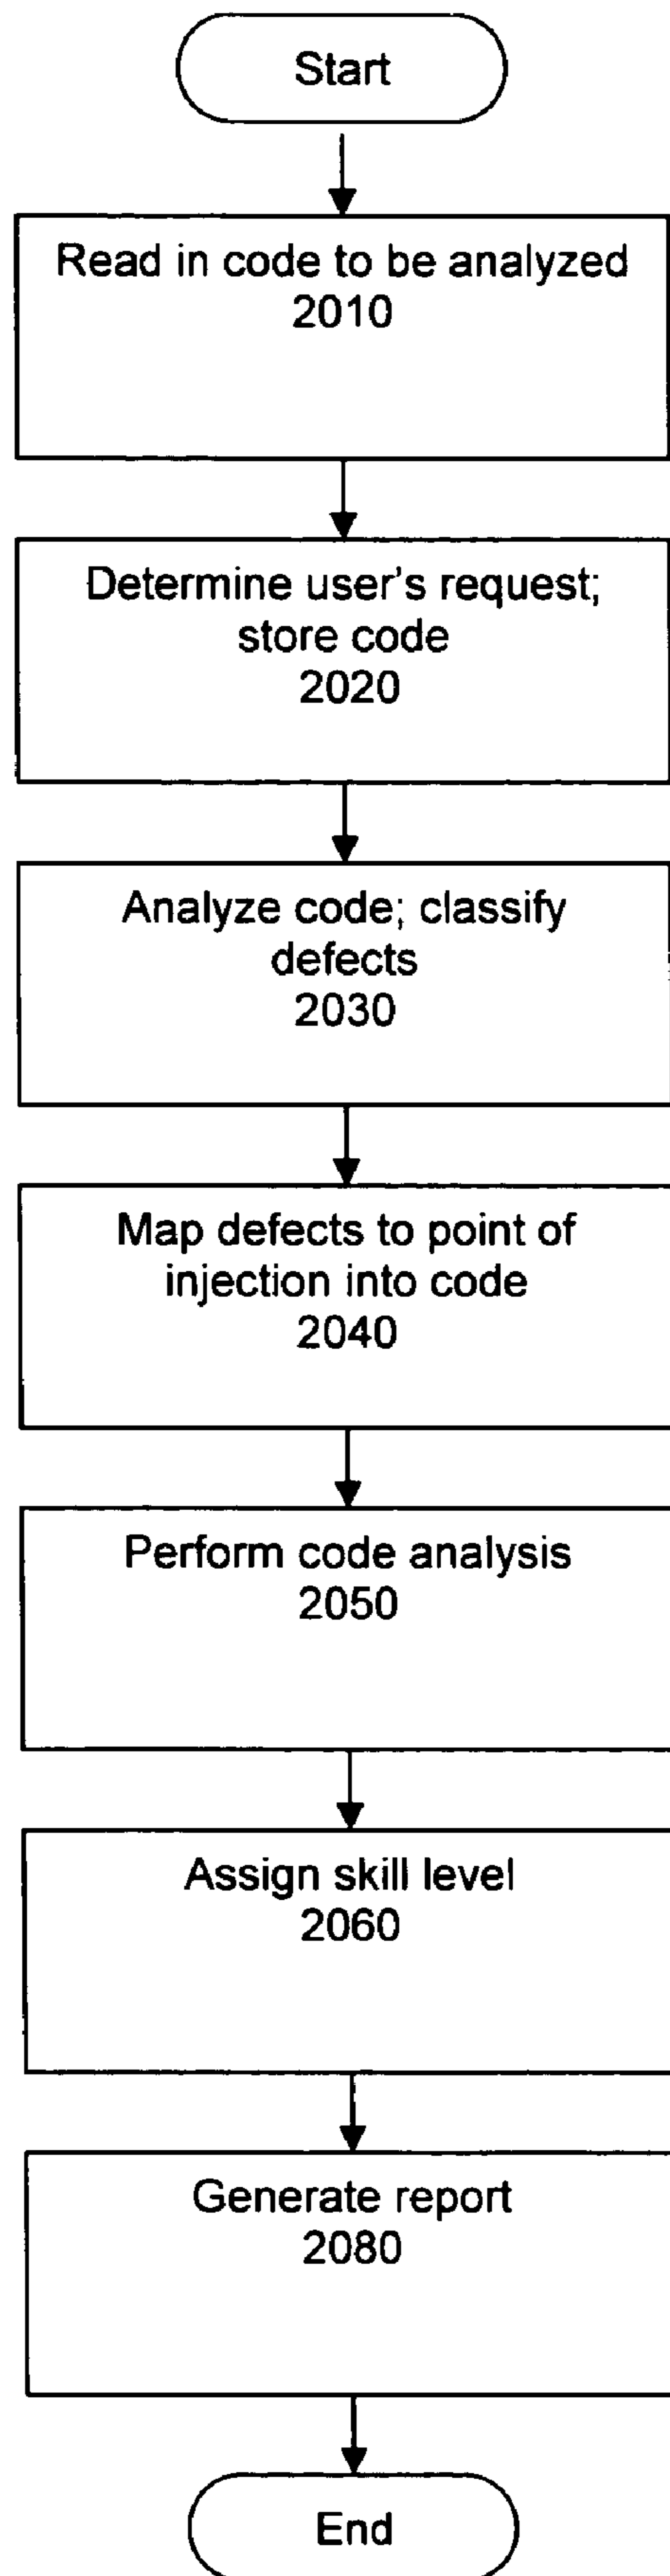 Start
Read in code to be analyzed
2010
Determine user's request;
store code
2020
Analyze code; classify
defects
2030
Map defects to point of
injection into code
2040
Perform code analysis
2050
Assign skill level
2060
Generate report
2080
End